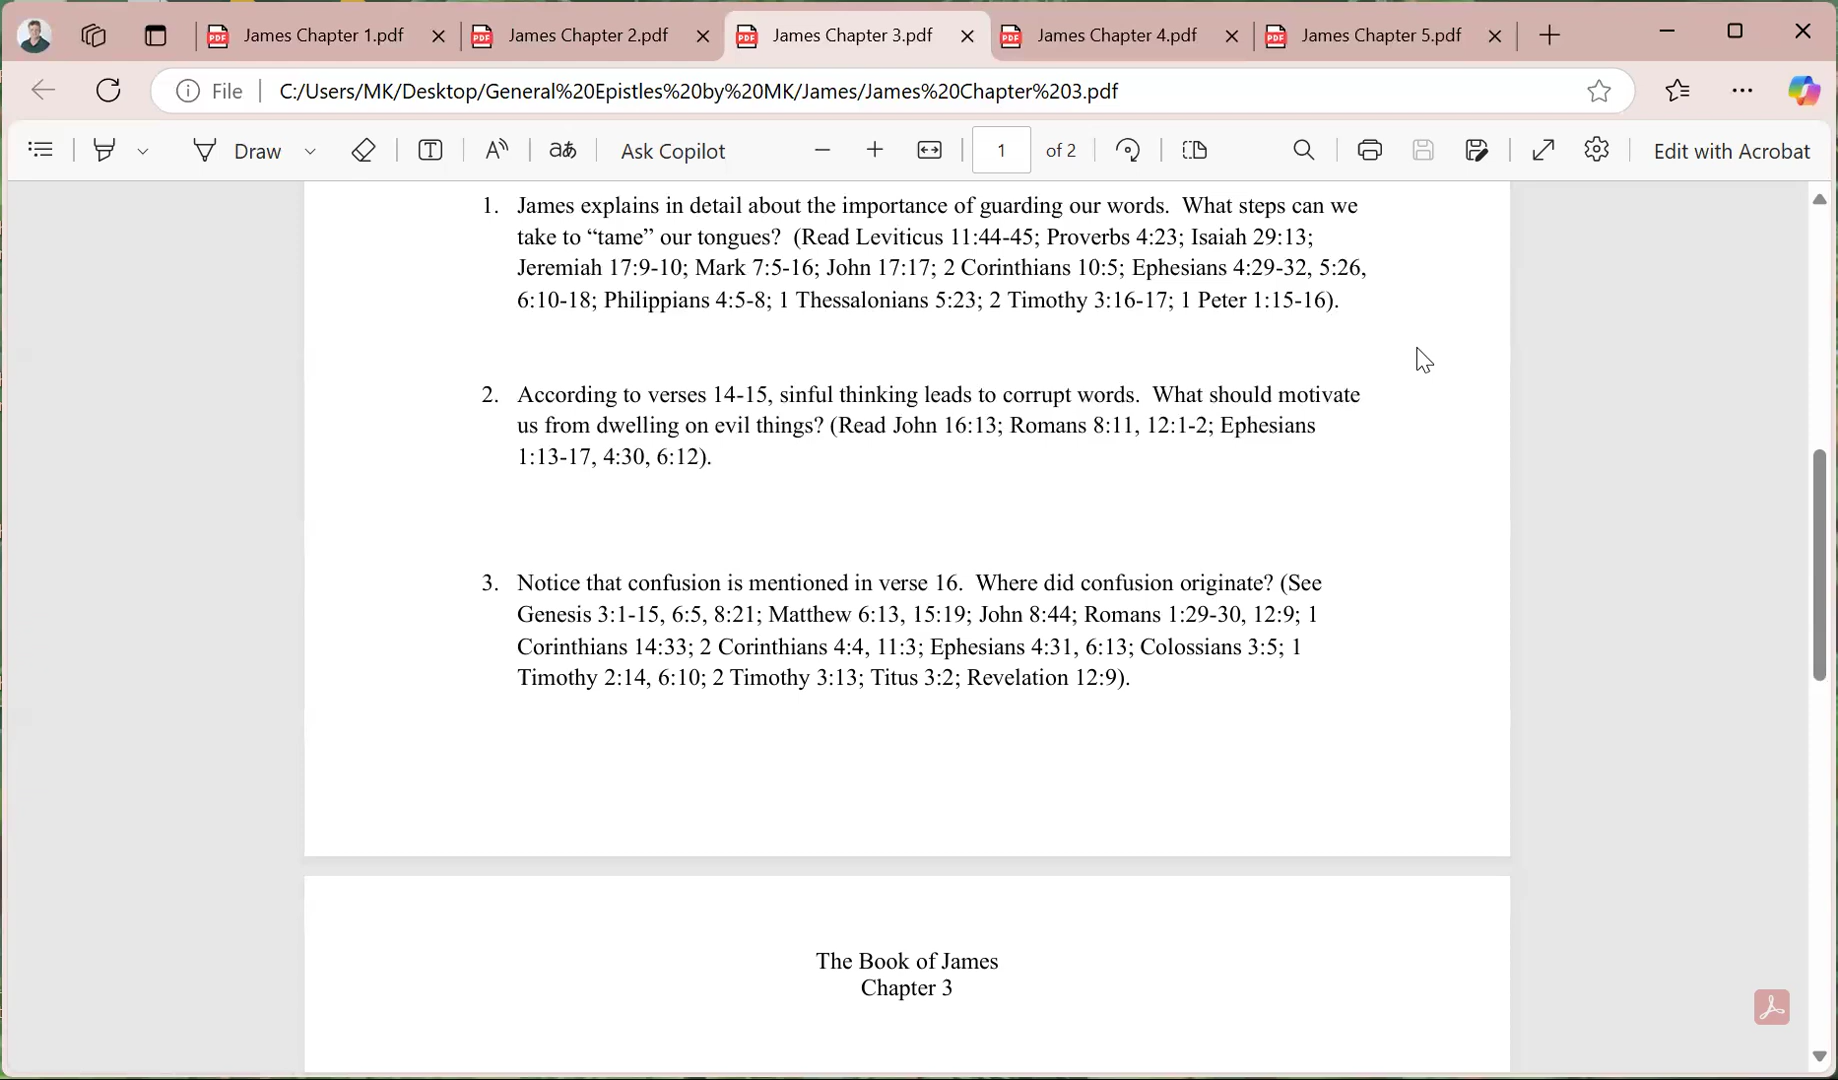 James Chapter 1.pdf
James Chapter 2.pdf
James Chapter 3.pdf
James Chapter 4.pdf
James Chapter 5.pdf
File
C:/Users/MK/Desktop/General%20Epistles%20by%20MK/James/James%20Chapter%203.pdf
Draw
T
A
aあ
Ask Copilot
1
of 2
Edit with Acrobat
1. James explains in detail about the importance of guarding our words. What steps can we
take to “tame” our tongues? (Read Leviticus 11:44-45; Proverbs 4:23; Isaiah 29:13;
Jeremiah 17:9-10; Mark 7:5-16; John 17:17; 2 Corinthians 10:5; Ephesians 4:29-32, 5:26,
6:10-18; Philippians 4:5-8; 1 Thessalonians 5:23; 2 Timothy 3:16-17; 1 Peter 1:15-16).
2. According to verses 14-15, sinful thinking leads to corrupt words. What should motivate
us from dwelling on evil things? (Read John 16:13; Romans 8:11, 12:1-2; Ephesians
1:13-17, 4:30, 6:12).
3. Notice that confusion is mentioned in verse 16. Where did confusion originate? (See
Genesis 3:1-15, 6:5, 8:21; Matthew 6:13, 15:19; John 8:44; Romans 1:29-30, 12:9; 1
Corinthians 14:33; 2 Corinthians 4:4, 11:3; Ephesians 4:31, 6:13; Colossians 3:5; 1
Timothy 2:14, 6:10; 2 Timothy 3:13; Titus 3:2; Revelation 12:9).
The Book of James
Chapter 3